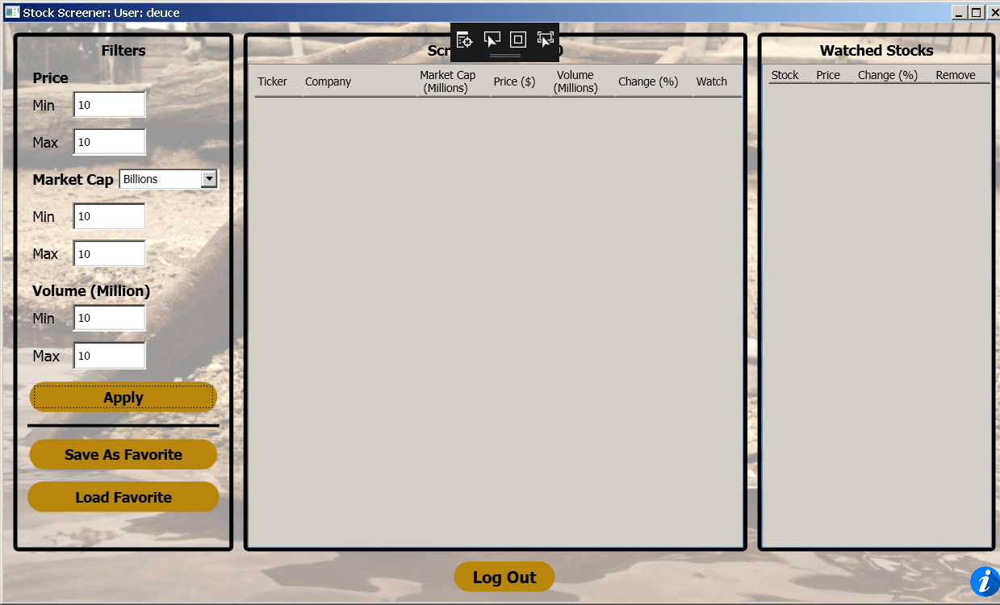 Stock Screener: User: deuce
Filters
Price
Min 10
Max 10
Market Cap Billions
Min 10
Max 10
Volume (Million)
Min 10
Max 10
Apply
Save As Favorite
Load Favorite
Ticker Company Market Cap (Millions) Price ($) Volume (Millions) Change (%) Watch
Watched Stocks
Stock Price Change (%) Remove
Log Out
i